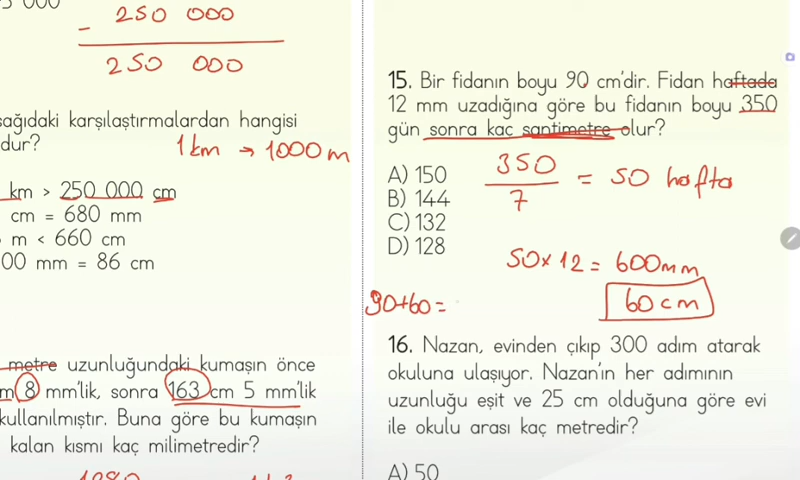 250 000
-
250 000
sağıdaki karşılaştırmalardan hangisi
dur?
1km → 1000 m
km > 250 000 cm
cm = 680 mm
m < 660 cm
00 mm = 86 cm
metre uzunluğundaki kumaşın önce
m 8 mm'lik, sonra 163 cm 5 mm'lik
kullanılmıştır. Buna göre bu kumaşın
kalan kısmı kaç milimetredir?
15. Bir fidanın boyu 90 cm'dir. Fidan haftada
12 mm uzadığına göre bu fidanın boyu 350
gün sonra kaç santimetre olur?
A) 150
B) 144
C) 132
D) 128
350
7
= 50 hafta
50 x 12 = 600mm
60 cm
90+60 =
16. Nazan, evinden çıkıp 300 adım atarak
okuluna ulaşıyor. Nazan'ın her adımının
uzunluğu eşit ve 25 cm olduğuna göre evi
ile okulu arası kaç metredir?
A) 50